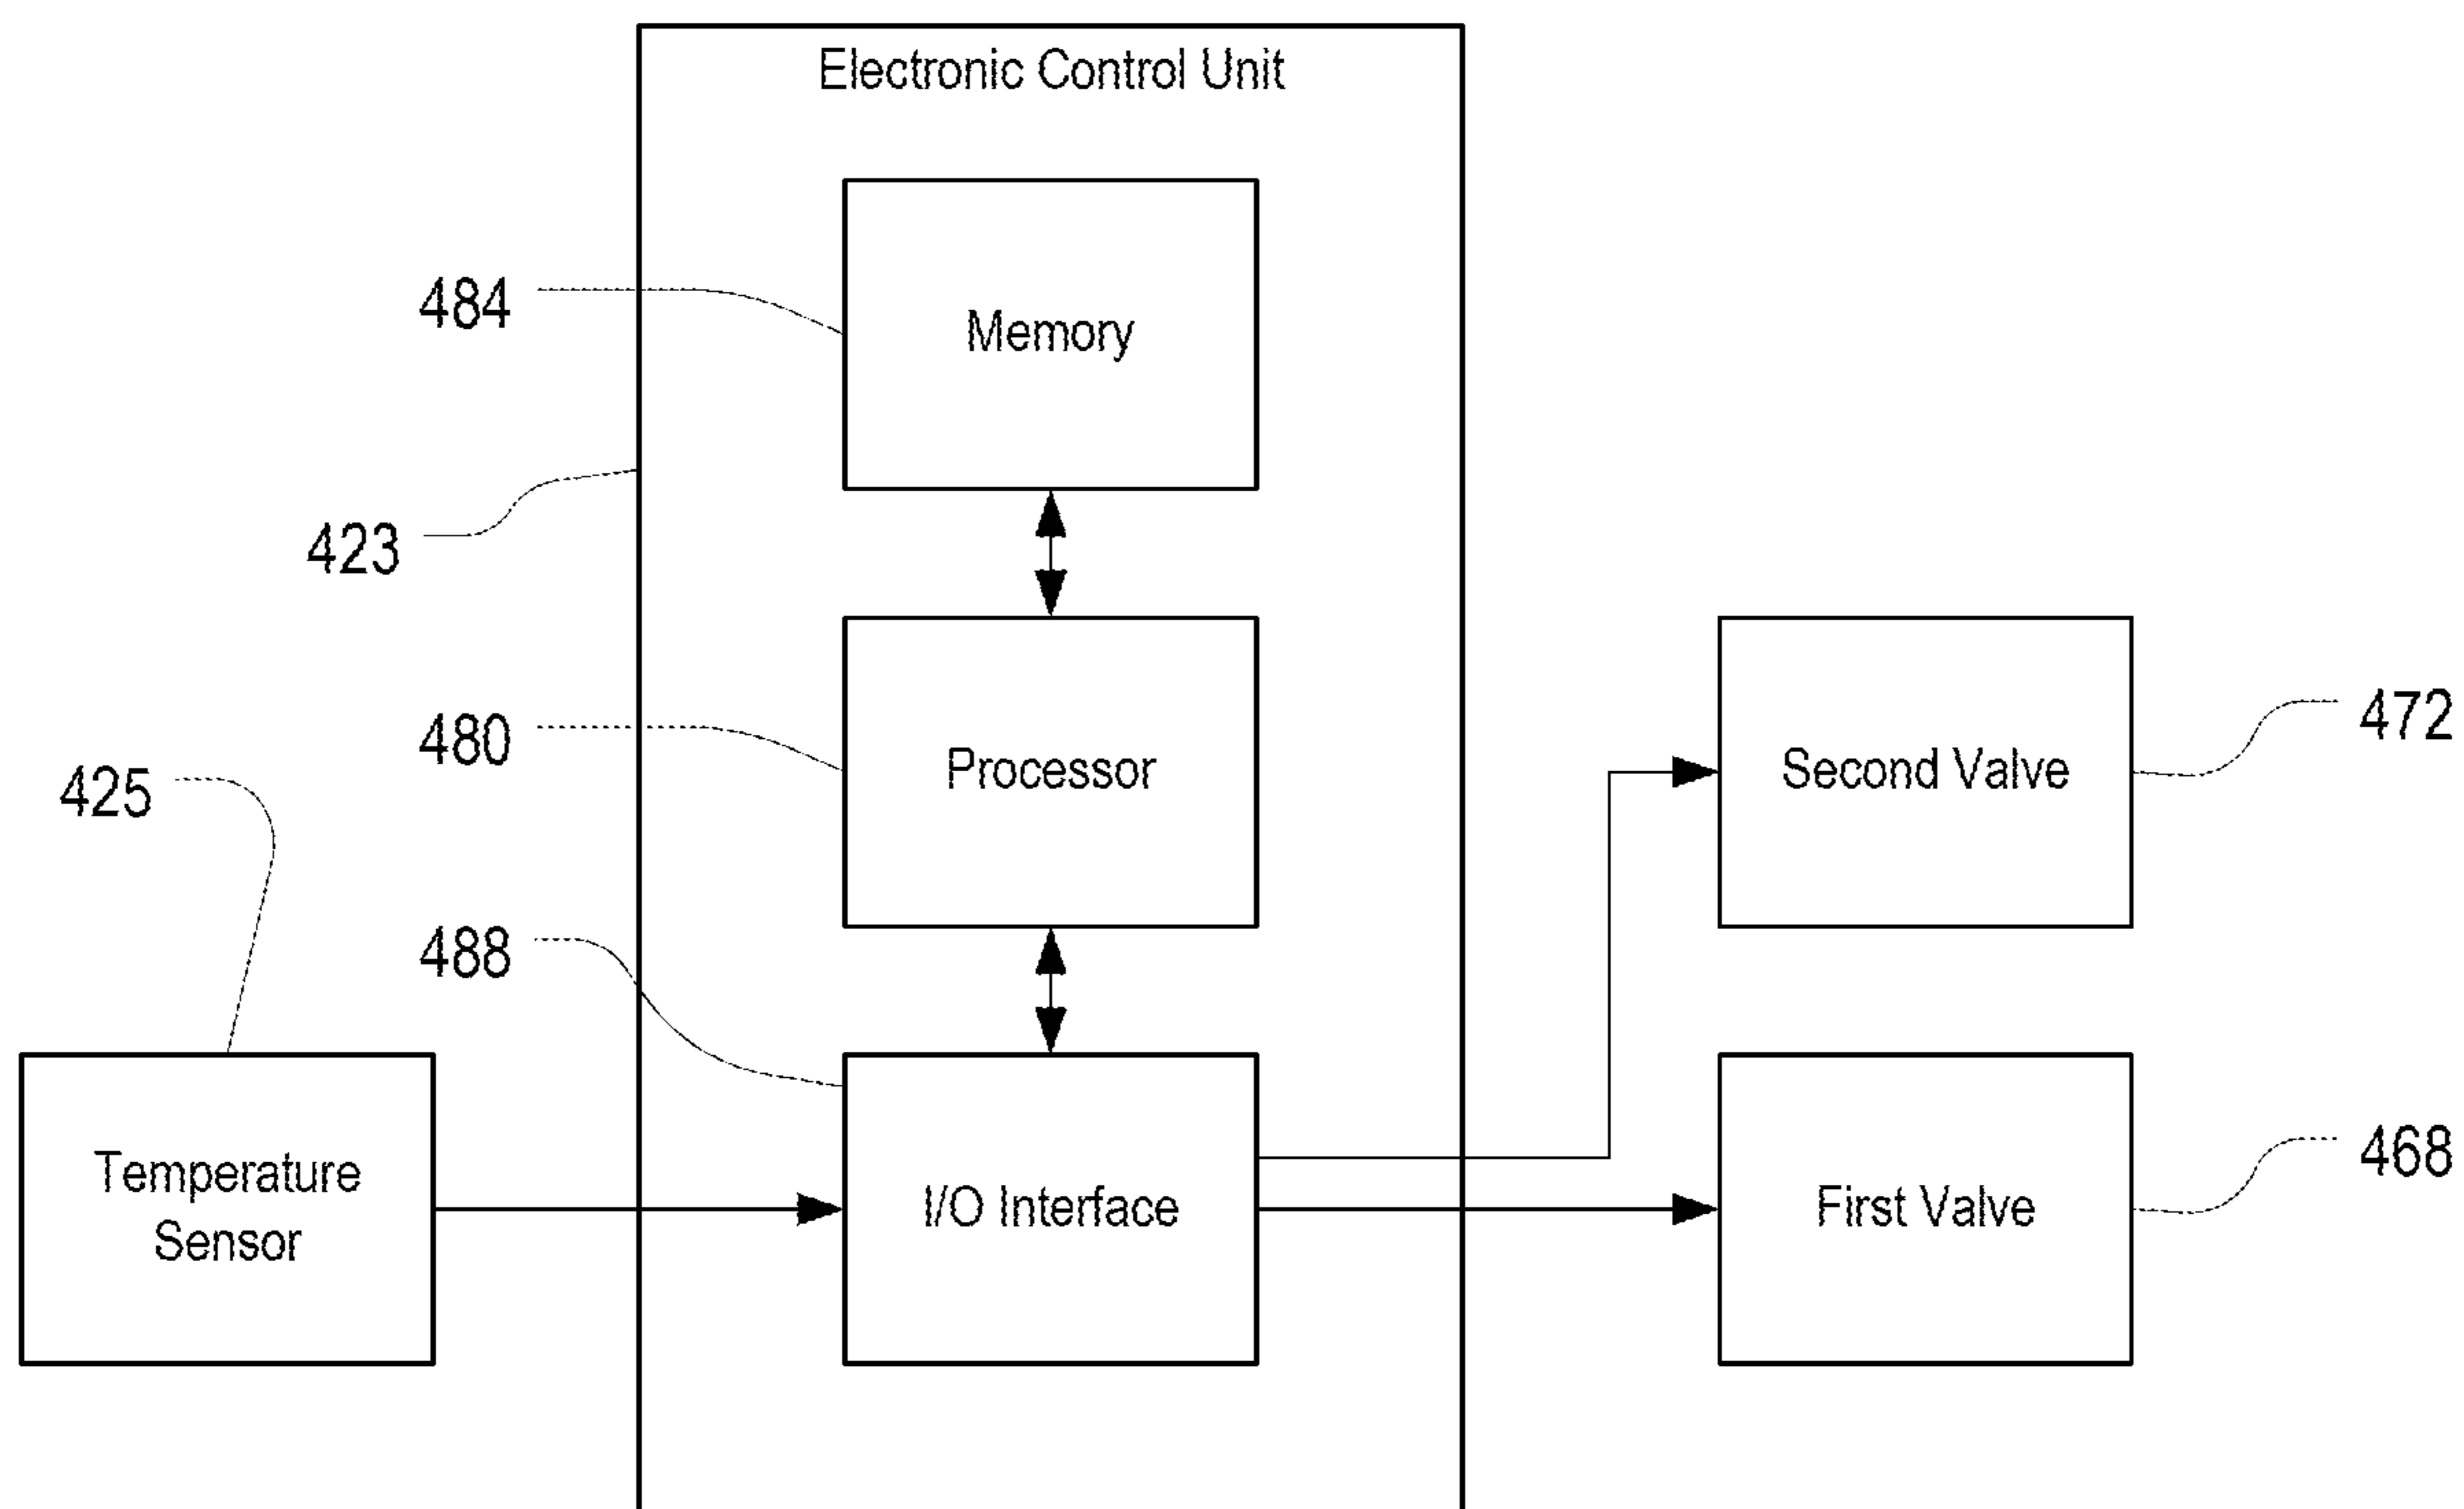 Electronic Control Unit
484
Memory
423
480
Processor
472
Second Valve
425
488
Temperature
Sensor
I/O Interface
First Valve
468